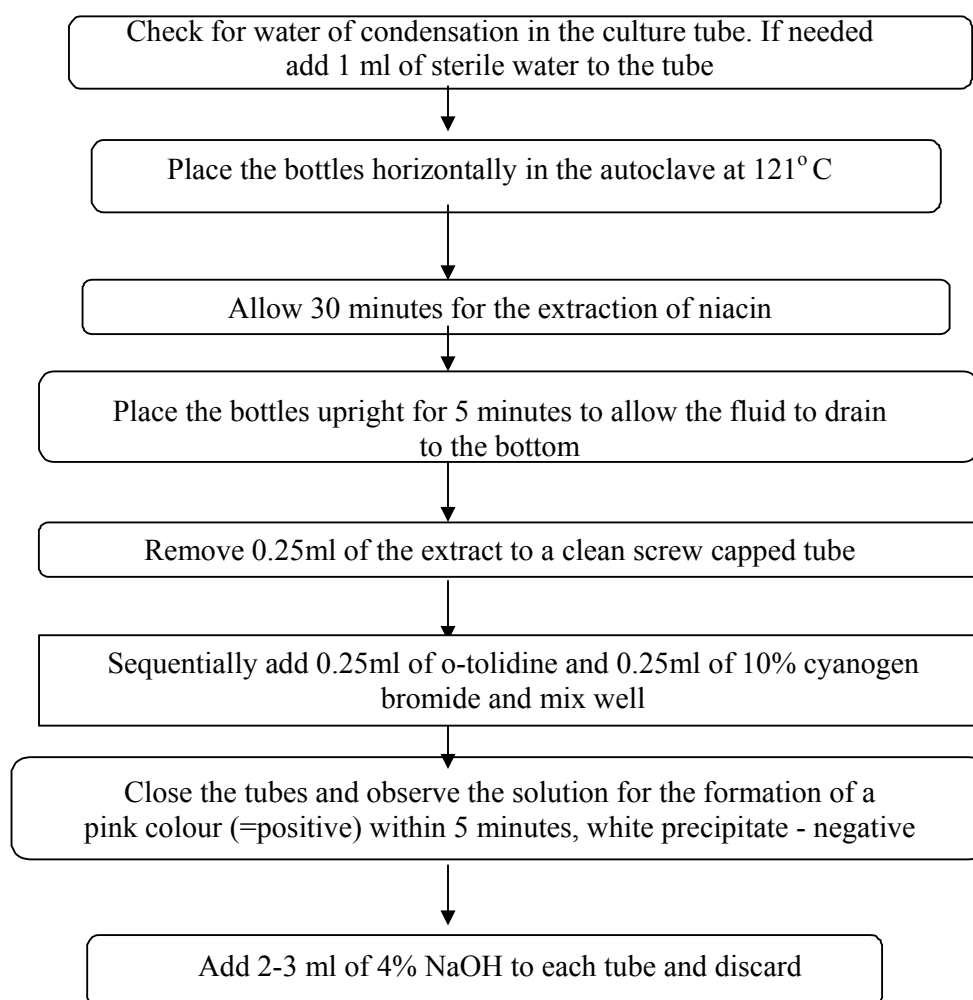 Check for water of condensation in the culture tube. If needed
add 1 ml of sterile water to the tube
Place the bottles horizontally in the autoclave at 121° C
Allow 30 minutes for the extraction of niacin
Place the bottles upright for 5 minutes to allow the fluid to drain
to the bottom
Remove 0.25ml of the extract to a clean screw capped tube
Sequentially add 0.25ml of o-tolidine and 0.25ml of 10% cyanogen
bromide and mix well
Close the tubes and observe the solution for the formation of a
pink colour (=positive) within 5 minutes, white precipitate - negative
Add 2-3 ml of 4% NaOH to each tube and discard